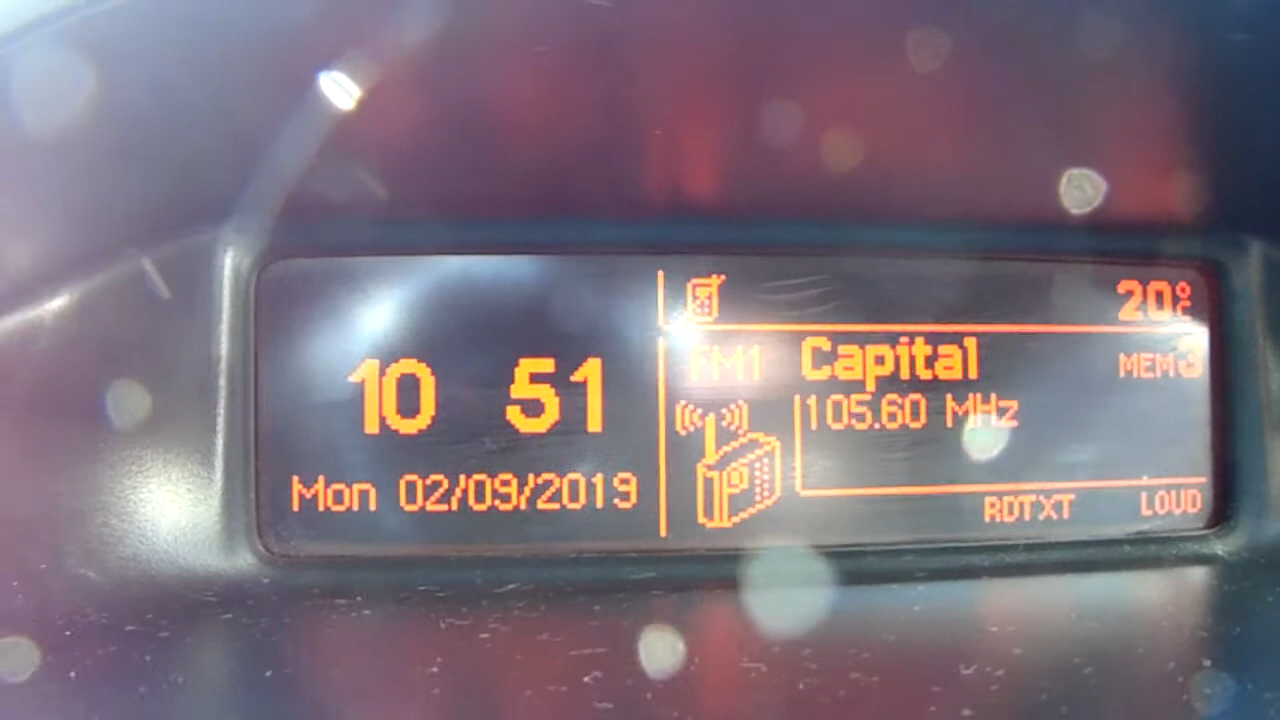 10 51
Mon 02/09/2019
20°C
FM1 Capital MEM3
105.60 MHz
RDTXT LOUD